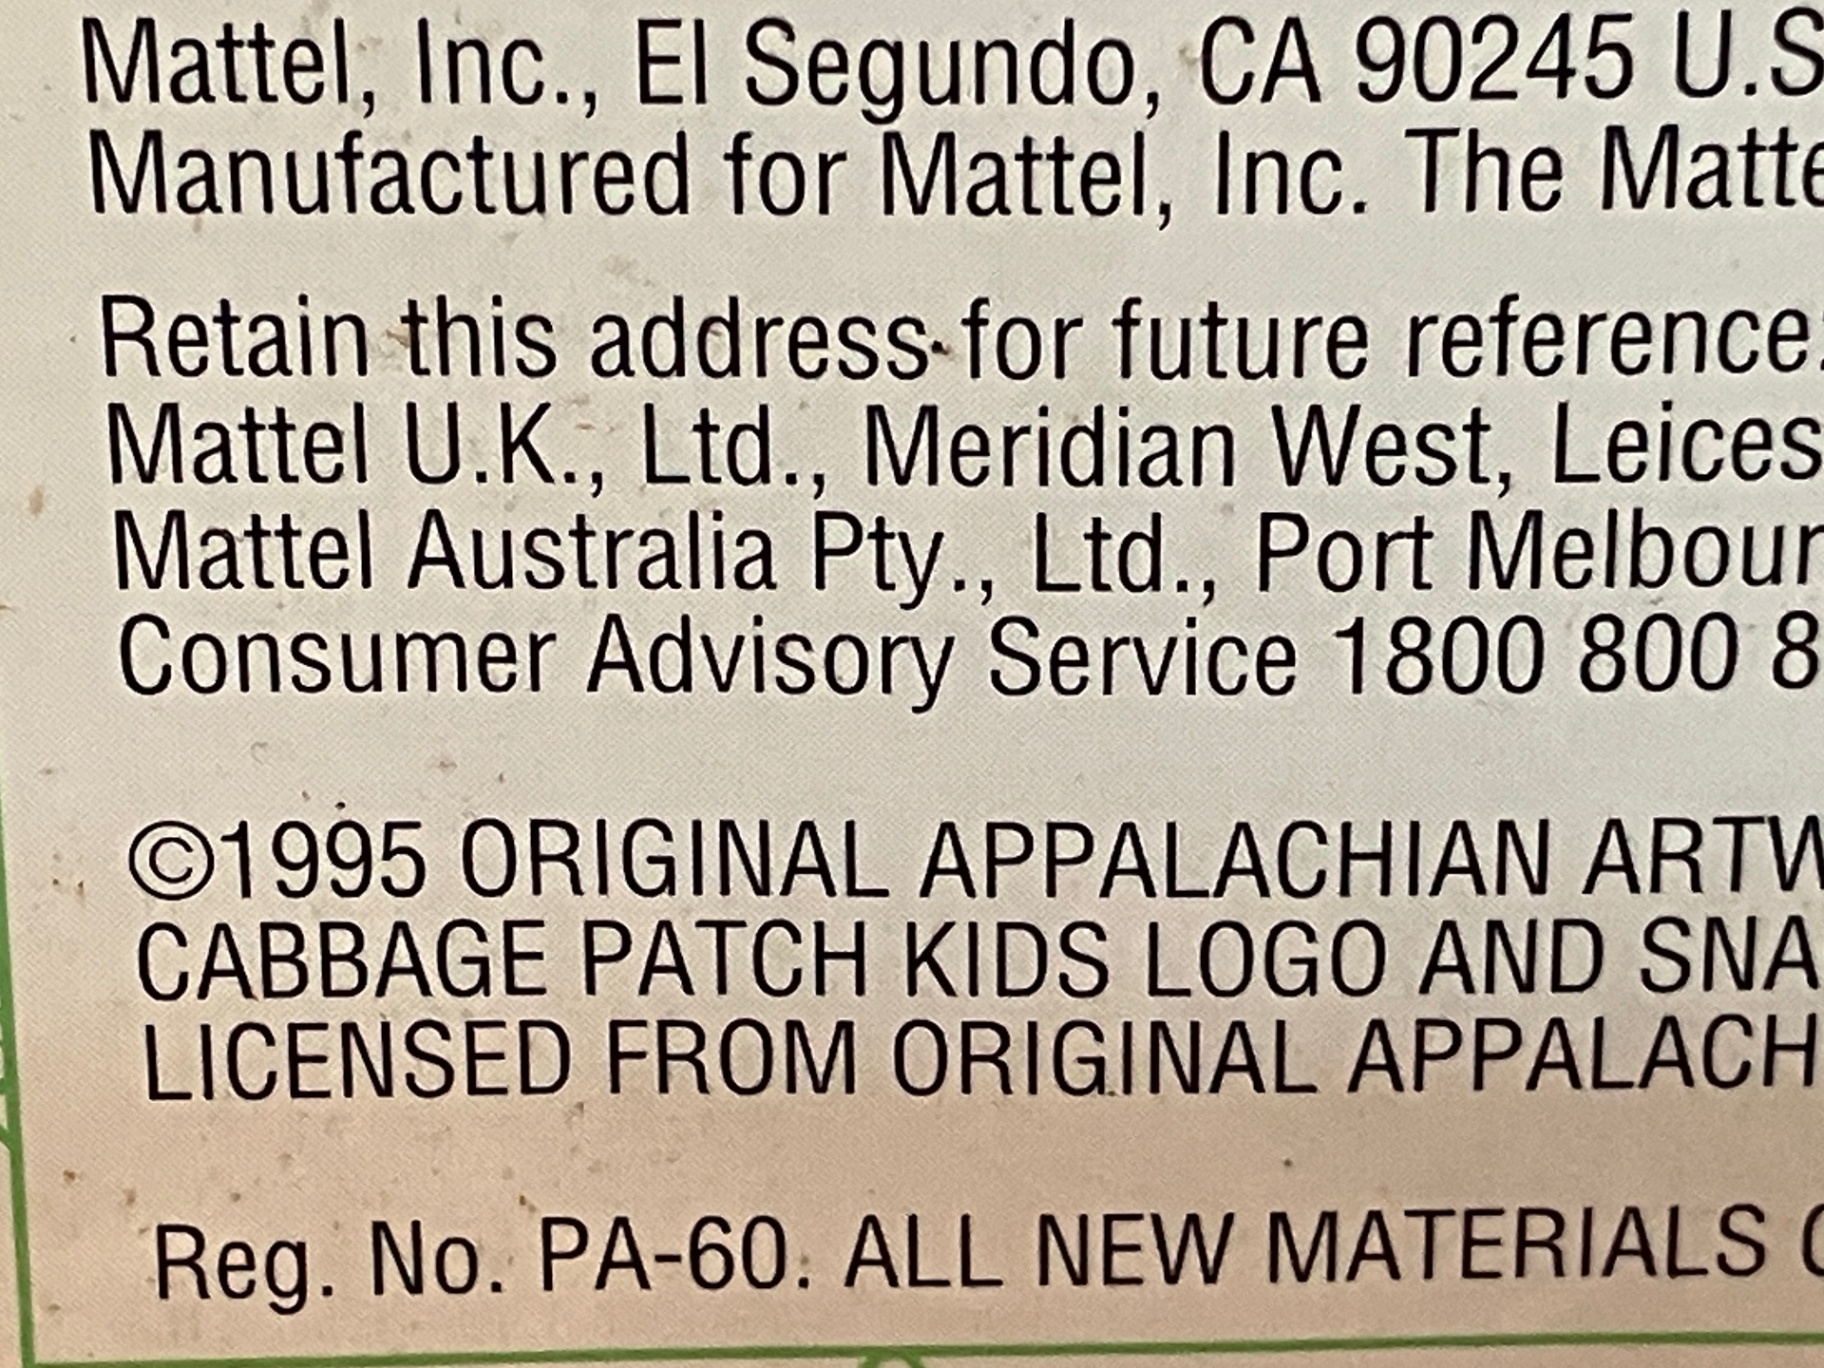 Mattel, Inc., El Segundo, CA 90245 U.S
Manufactured for Mattel, Inc. The Matte
Retain this address for future reference:
Mattel U.K., Ltd., Meridian West, Leices
Mattel Australia Pty., Ltd., Port Melbour
Consumer Advisory Service 1800 800 8
©1995 ORIGINAL APPALACHIAN ARTW
CABBAGE PATCH KIDS LOGO AND SNA
LICENSED FROM ORIGINAL APPALACH
Reg. No. PA-60. ALL NEW MATERIALS